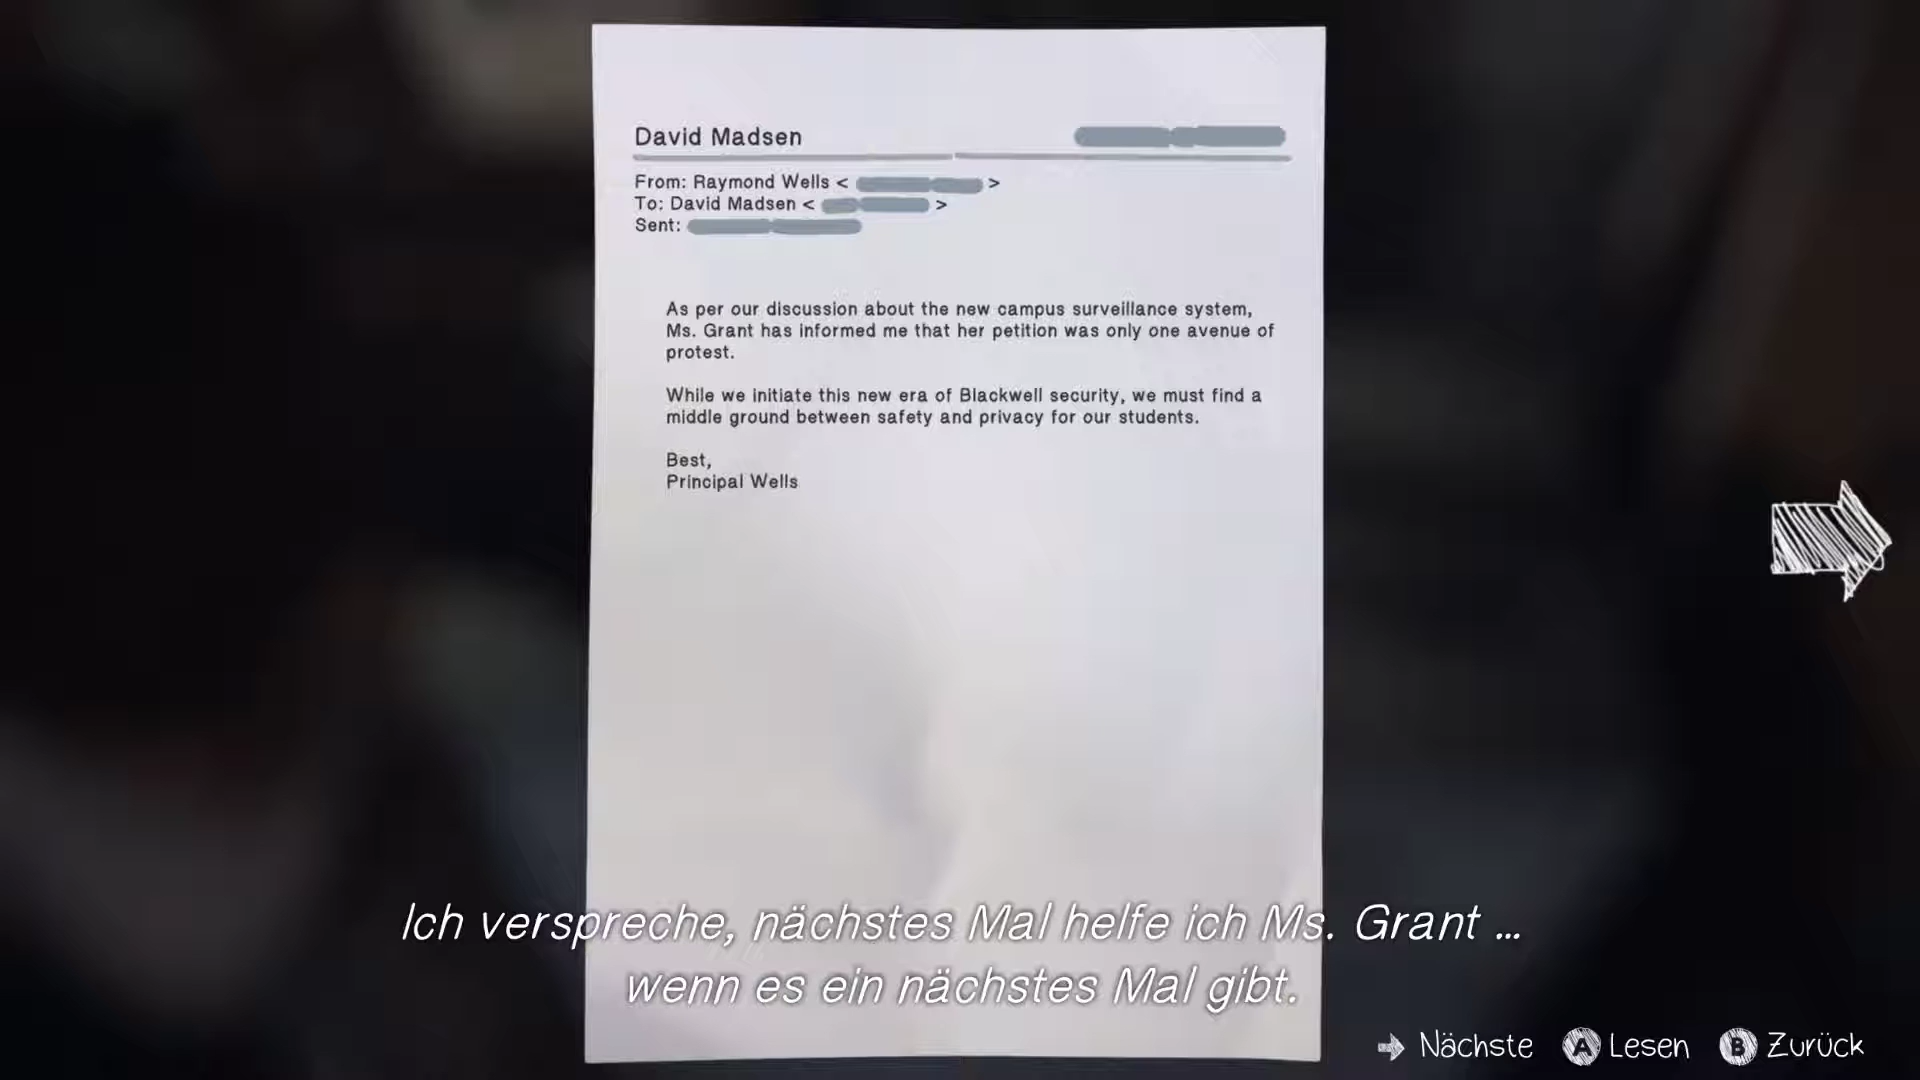 David Madsen
From: Raymond Wells < >
To: David Madsen < >
Sent:
As per our discussion about the new campus surveillance system,
Ms. Grant has informed me that her petition was only one avenue of
protest.
While we initiate this new era of Blackwell security, we must find a
middle ground between safety and privacy for our students.
Best,
Principal Wells
Ich verspreche, nächstes Mal helfe ich Ms. Grant ...
wenn es ein nächstes Mal gibt.
Nächste A Lesen B Zurück